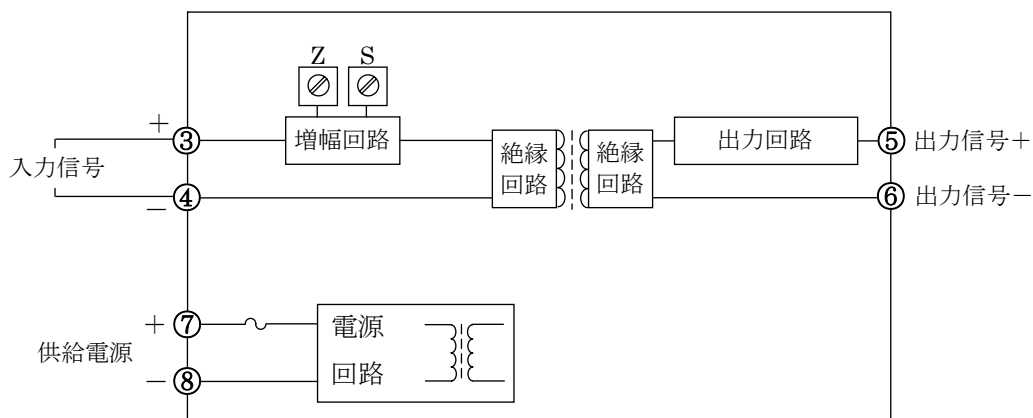 Z S
+ ③ 増幅回路 絶縁回路 絶縁回路 出力回路 ⑤ 出力信号+
入力信号
− ④ ⑥ 出力信号−
+ ⑦ 電源
供給電源
− ⑧ 回路